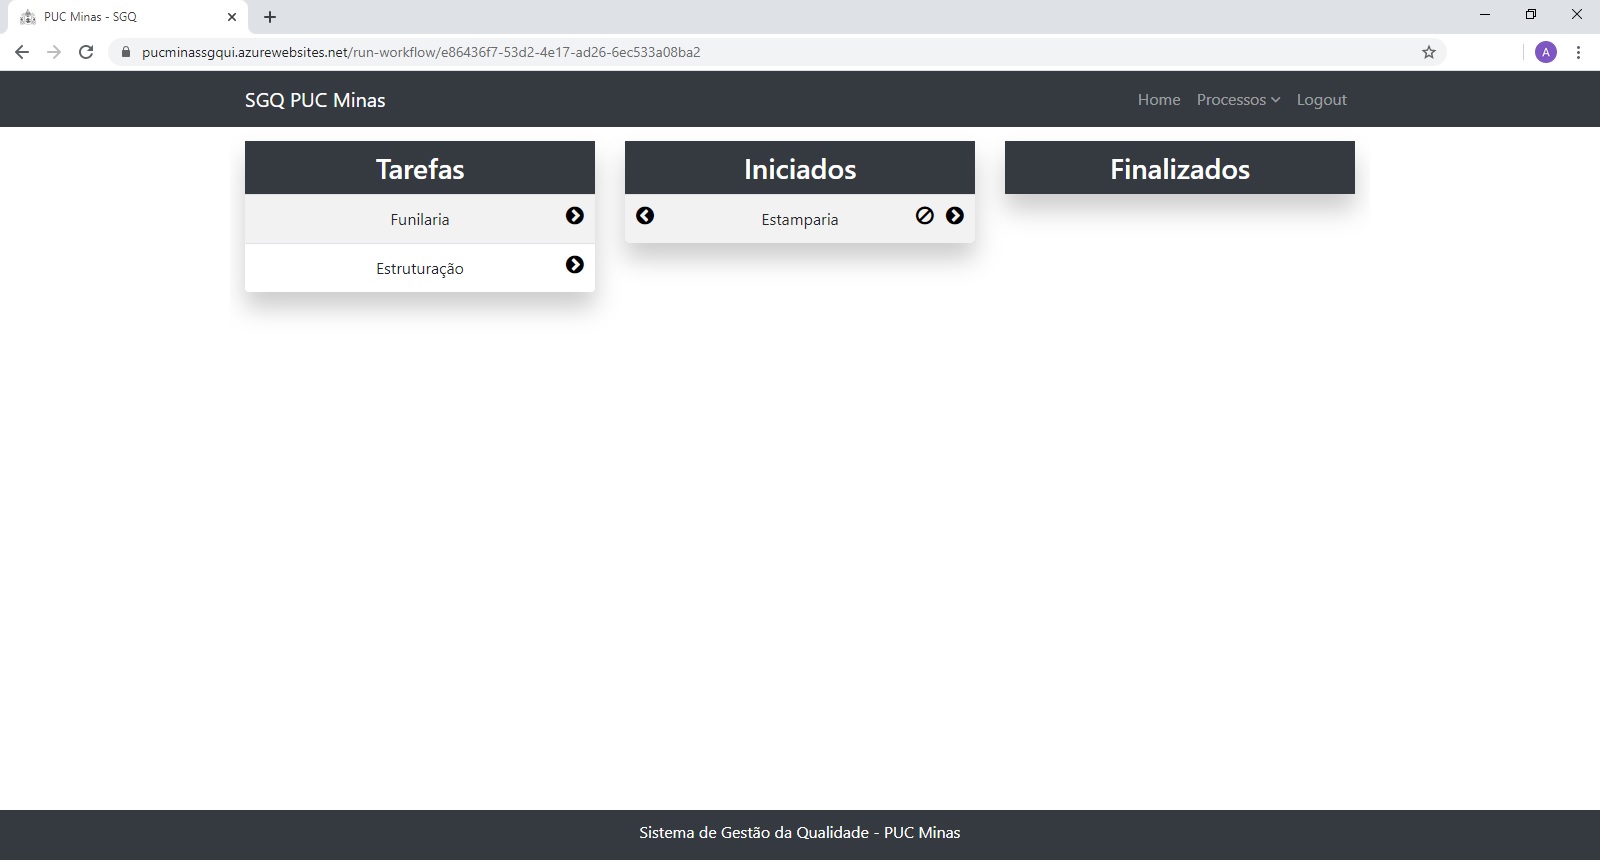 PUC Minas - SGQ
pucminassgqui.azurewebsites.net/run-workflow/e86436f7-53d2-4e17-ad26-6ec533a08ba2
A
SGQ PUC Minas
Home Processos Logout
Tarefas
Funilaria
Estruturação
Iniciados
Estamparia
Finalizados
Sistema de Gestão da Qualidade - PUC Minas